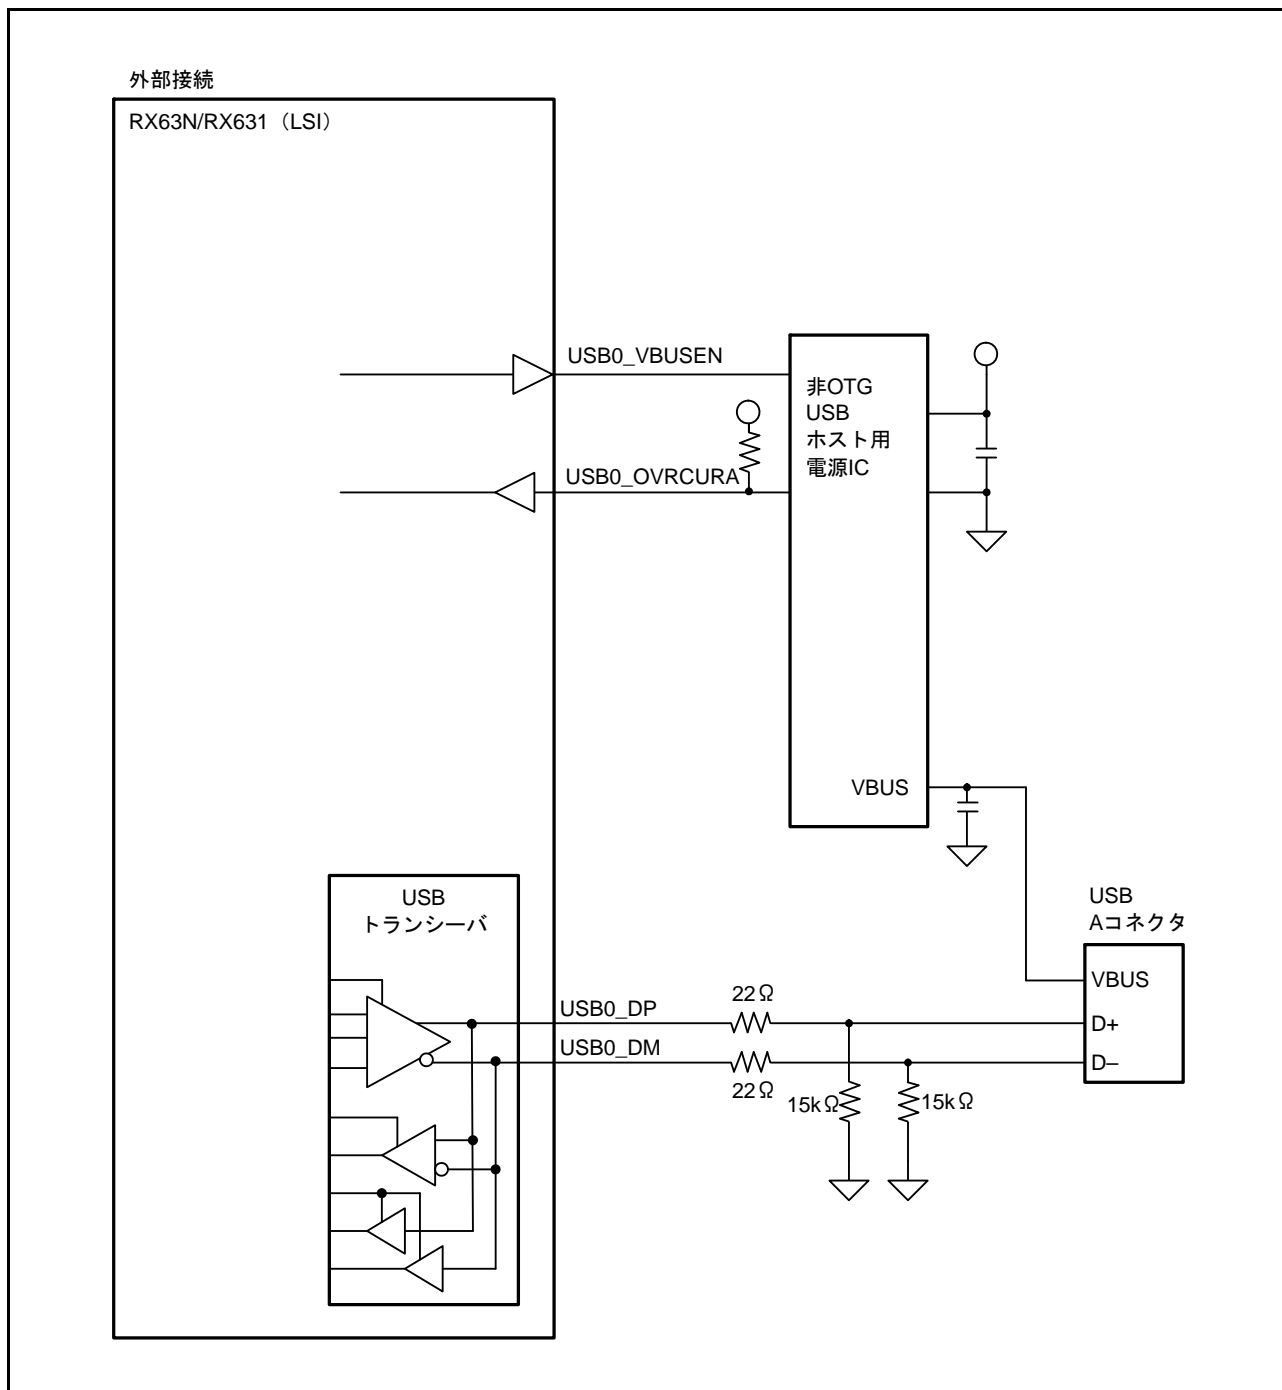 外部接続
RX63N/RX631（LSI）
USB0_VBUSEN
USB0_OVRCURA
非OTG
USB
ホスト用
電源IC
VBUS
USB
トランシーバ
USB
Aコネクタ
VBUS
D+
D–
USB0_DP
22Ω
USB0_DM
22Ω
15kΩ
15kΩ